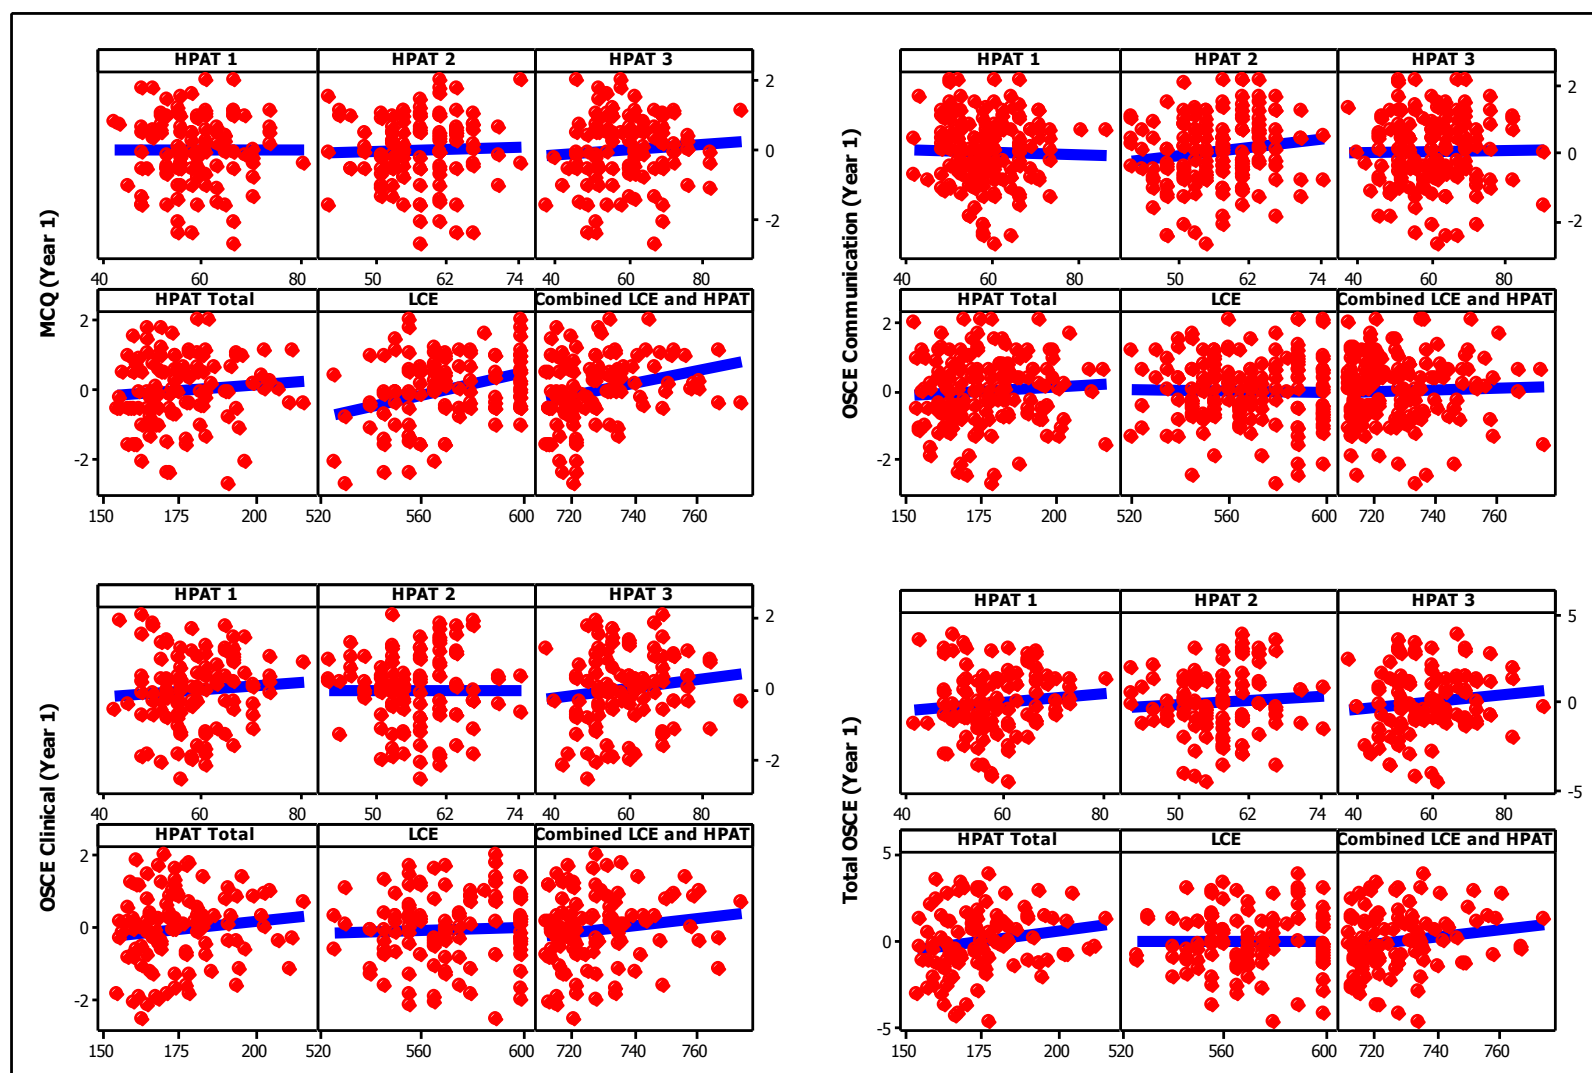 HPAT 1 HPAT 2 HPAT 3
2
0
-2
40 60 80 50 62 74 40 60 80
HPAT Total LCE Combined LCE and HPAT
2
0
-2
150 175 200 520 560 600 720 740 760
MCQ (Year 1)
HPAT 1 HPAT 2 HPAT 3
2
0
-2
40 60 80 50 62 74 40 60 80
HPAT Total LCE Combined LCE and HPAT
2
0
-2
150 175 200 520 560 600 720 740 760
OSCE Communication (Year 1)
HPAT 1 HPAT 2 HPAT 3
2
0
-2
40 60 80 50 62 74 40 60 80
HPAT Total LCE Combined LCE and HPAT
2
0
-2
150 175 200 520 560 600 720 740 760
OSCE Clinical (Year 1)
HPAT 1 HPAT 2 HPAT 3
5
0
-5
40 60 80 50 62 74 40 60 80
HPAT Total LCE Combined LCE and HPAT
5
0
-5
150 175 200 520 560 600 720 740 760
Total OSCE (Year 1)